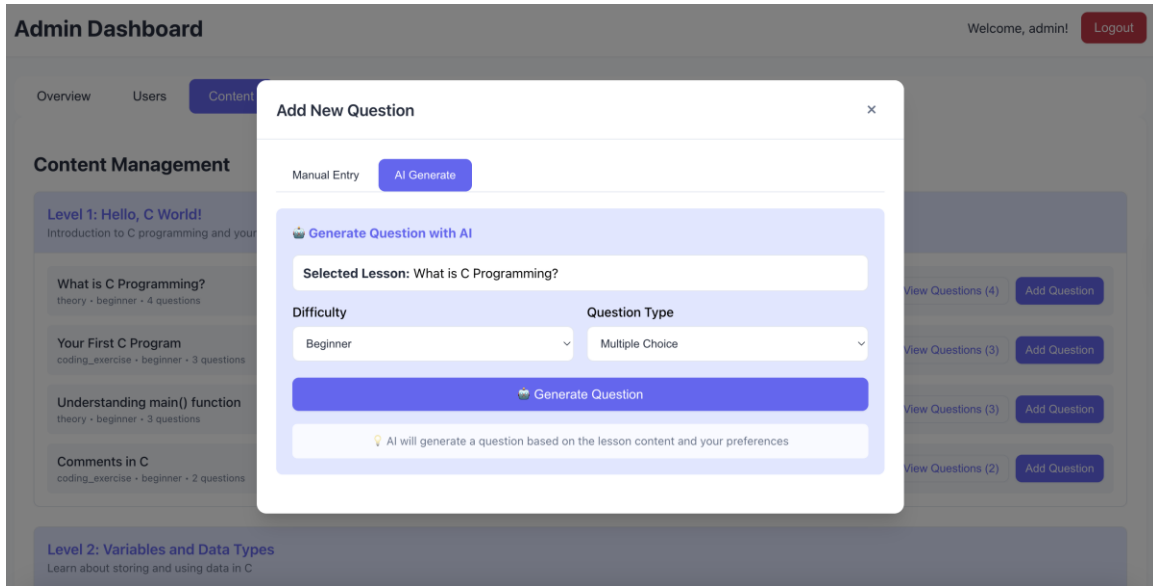 Admin Dashboard
Welcome, admin!
Logout
Overview
Users
Content
Add New Question
×
Manual Entry
AI Generate
Generate Question with AI
Selected Lesson: What is C Programming?
Difficulty
Question Type
Beginner
Multiple Choice
Generate Question
AI will generate a question based on the lesson content and your preferences
Content Management
Level 1: Hello, C World!
Introduction to C programming and your
What is C Programming?
theory • beginner • 4 questions
View Questions (4)
Add Question
Your First C Program
coding_exercise • beginner • 3 questions
View Questions (3)
Add Question
Understanding main() function
theory • beginner • 3 questions
View Questions (3)
Add Question
Comments in C
coding_exercise • beginner • 2 questions
View Questions (2)
Add Question
Level 2: Variables and Data Types
Learn about storing and using data in C